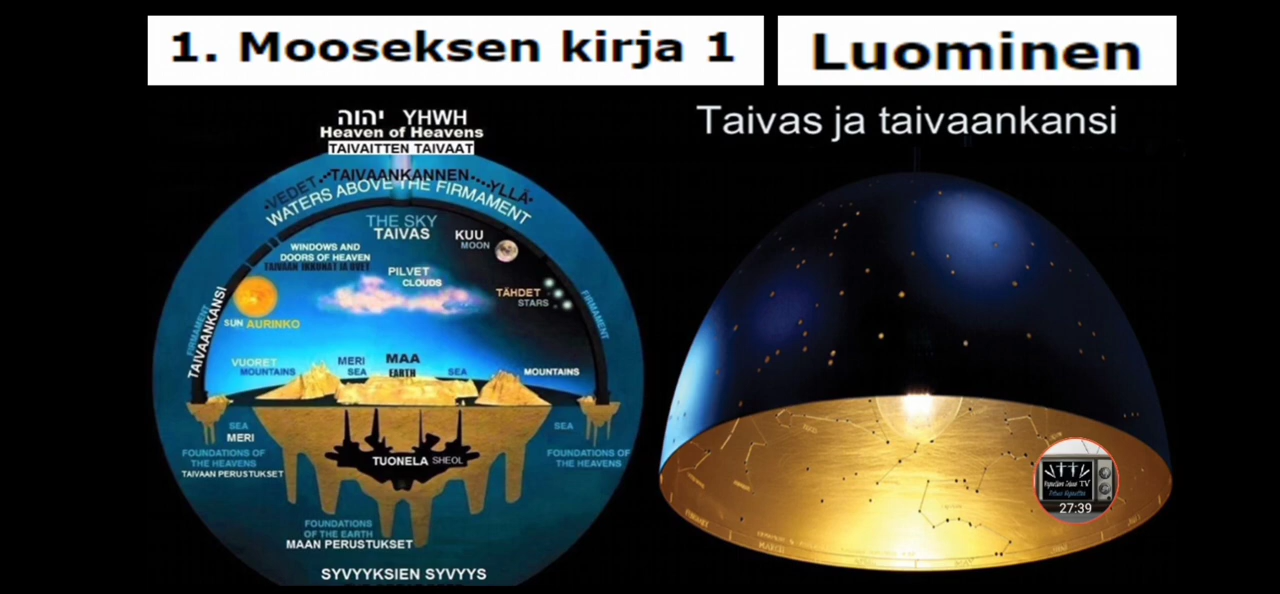 1. Mooseksen kirja 1
Luominen
Taivas ja taivaankansi
יהוה YHWH
Heaven of Heavens
TAIVAITTEN TAIVAAT
VEDET TAIVAANKANNEN YLLÄ
WATERS ABOVE THE FIRMAMENT
THE SKY
TAIVAS
KUU
MOON
WINDOWS AND
DOORS OF HEAVEN
TAIVAAN IKKUNAT JA OVET
PILVET
CLOUDS
TÄHDET
STARS
FIRMAMENT
TAIVAANKANSI
FIRMAMENT
SUN AURINKO
VUORET
MOUNTAINS
MERI
SEA
MAA
EARTH
SEA
MOUNTAINS
SEA
MERI
SEA
FOUNDATIONS OF
THE HEAVENS
TAIVAAN PERUSTUKSET
FOUNDATIONS OF
THE HEAVENS
TUONELA SHEOL
FOUNDATIONS
OF THE EARTH
MAAN PERUSTUKSET
SYVYYKSIEN SYVYYS
TV
27:39